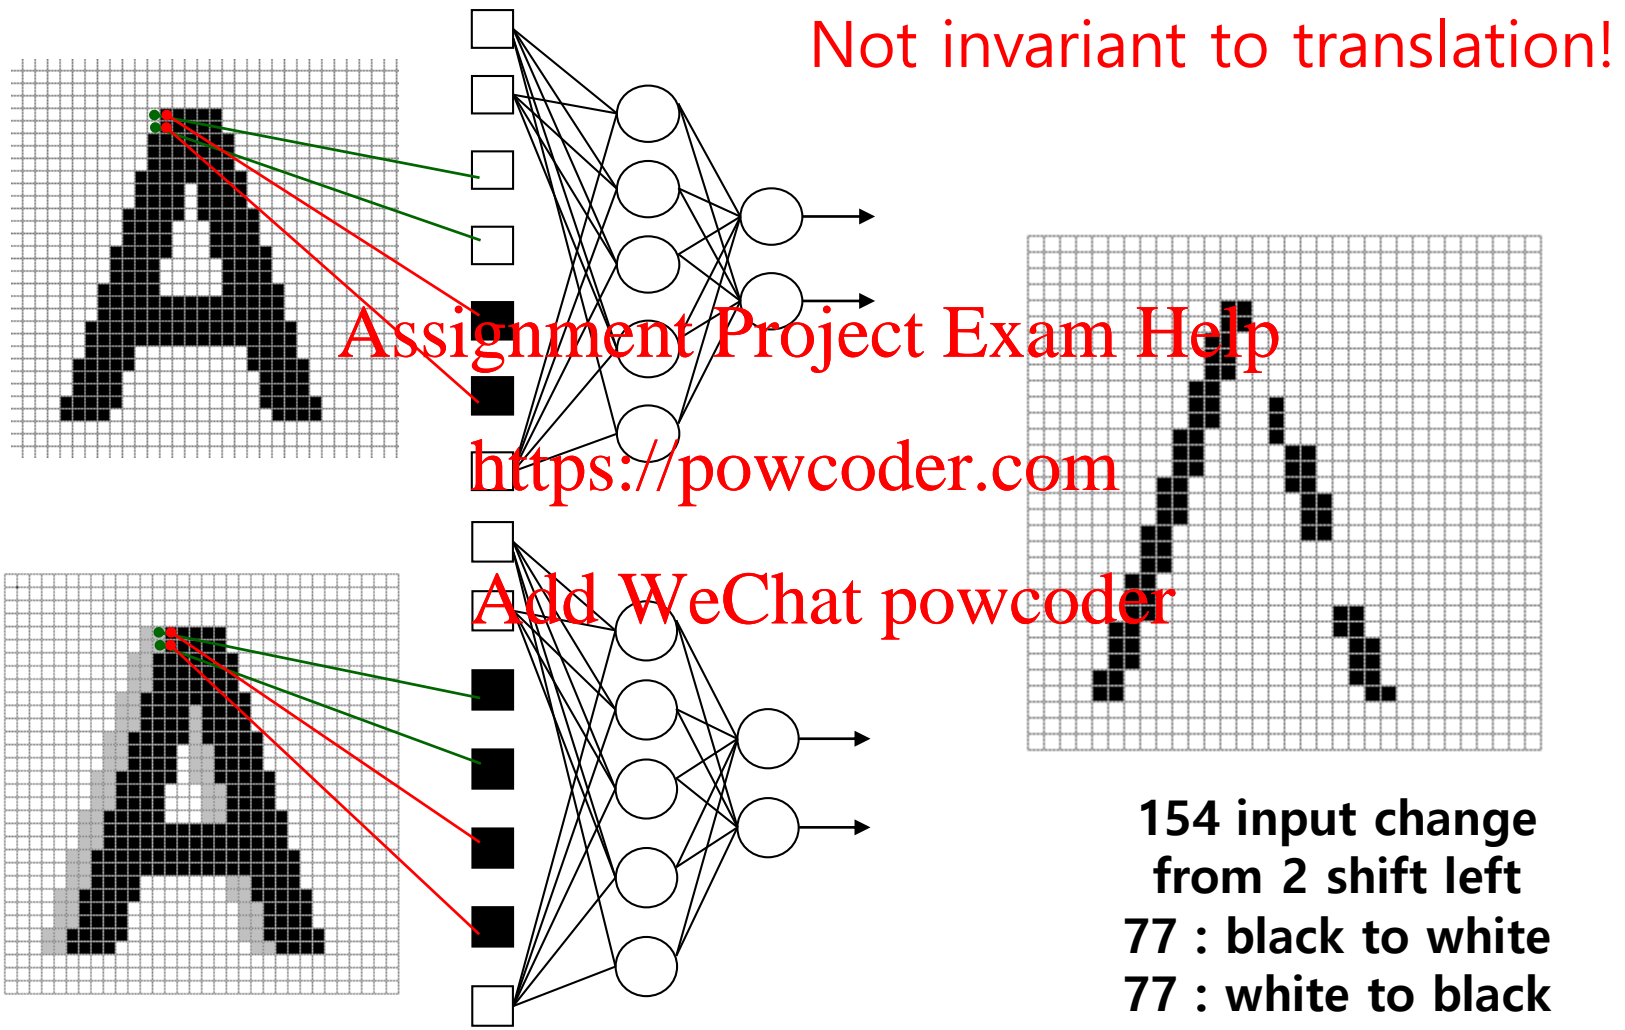 Not invariant to translation!
Assignment Project Exam Help
https://powcoder.com
Add WeChat powcoder
154 input change
from 2 shift left
77 : black to white
77 : white to black